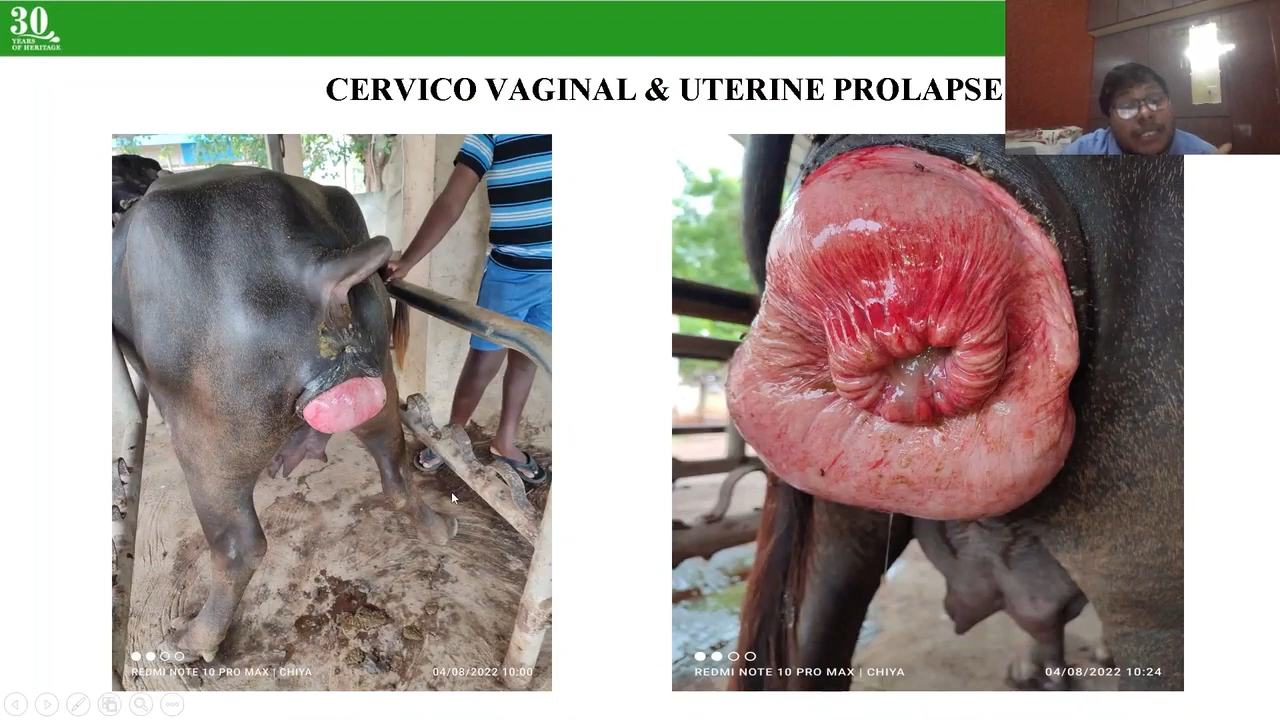 30
YEARS
OF HERITAGE
CERVICO VAGINAL & UTERINE PROLAPSE
REDMI NOTE 10 PRO MAX | CHIYA
04/08/2022 10:00
REDMI NOTE 10 PRO MAX | CHIYA
04/08/2022 10:24